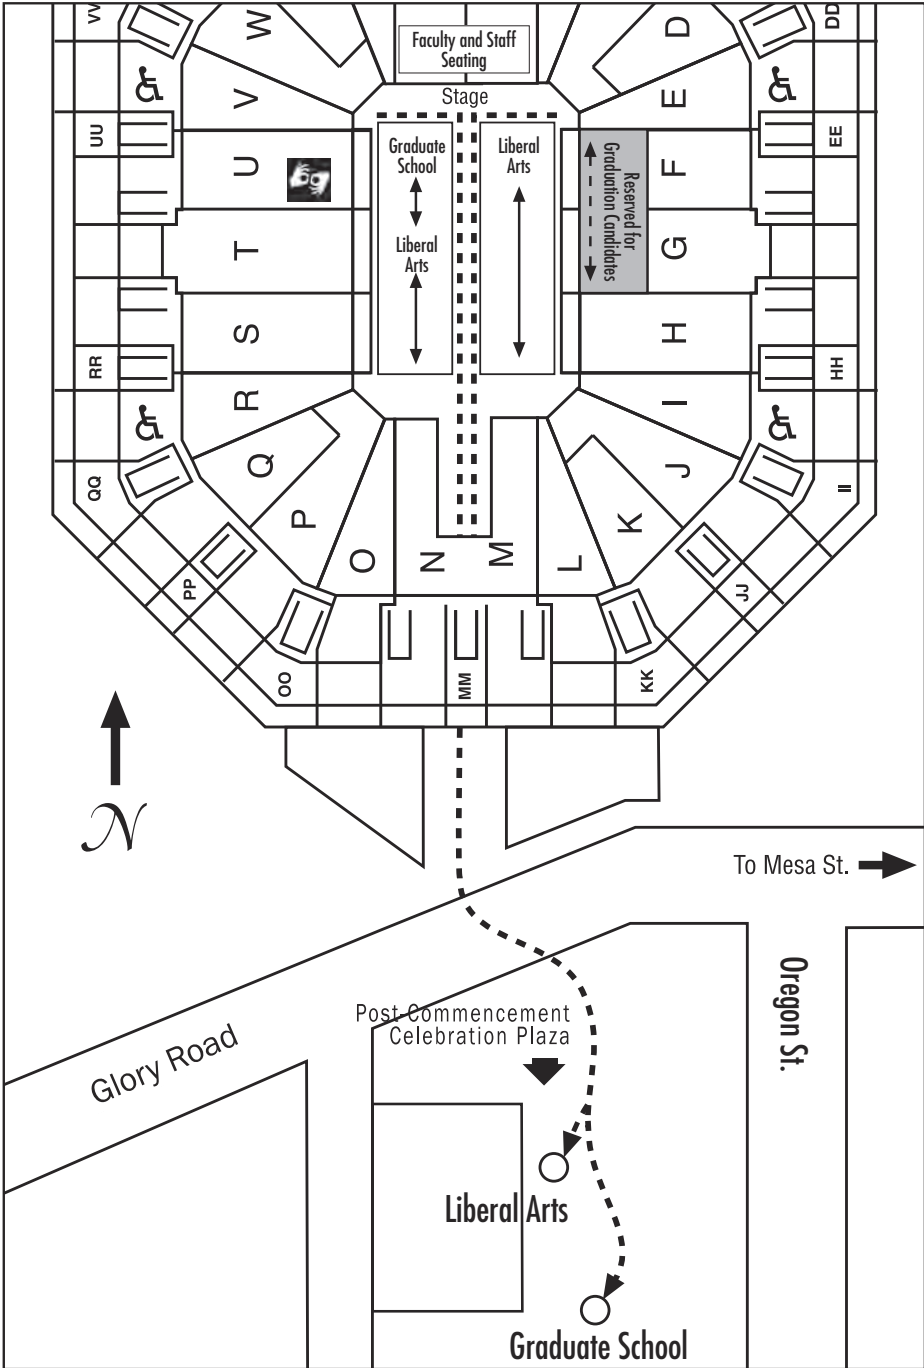 VV
W
Faculty and Staff
Seating
D
DD
V
Stage
E
UU
U
Graduate
School
Liberal
Arts
Reserved for
Graduation Candidates
F
EE
T
Liberal
Arts
G
S
H
RR
HH
R
I
QQ
Q
J
II
P
K
O
N
M
L
PP
JJ
OO
MM
KK
N
To Mesa St.
Oregon St.
Post-Commencement
Celebration Plaza
Glory Road
Liberal Arts
Graduate School